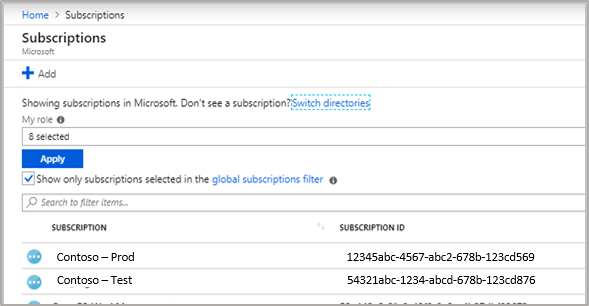 Home > Subscriptions
Subscriptions
Microsoft
+ Add
Showing subscriptions in Microsoft. Don't see a subscription? Switch directories
My role
8 selected
Apply
Show only subscriptions selected in the global subscriptions filter
Search to filter items...
SUBSCRIPTION SUBSCRIPTION ID
Contoso – Prod 12345abc-4567-abc2-678b-123cd569
Contoso – Test 54321abc-1234-abcd-678b-123cd876